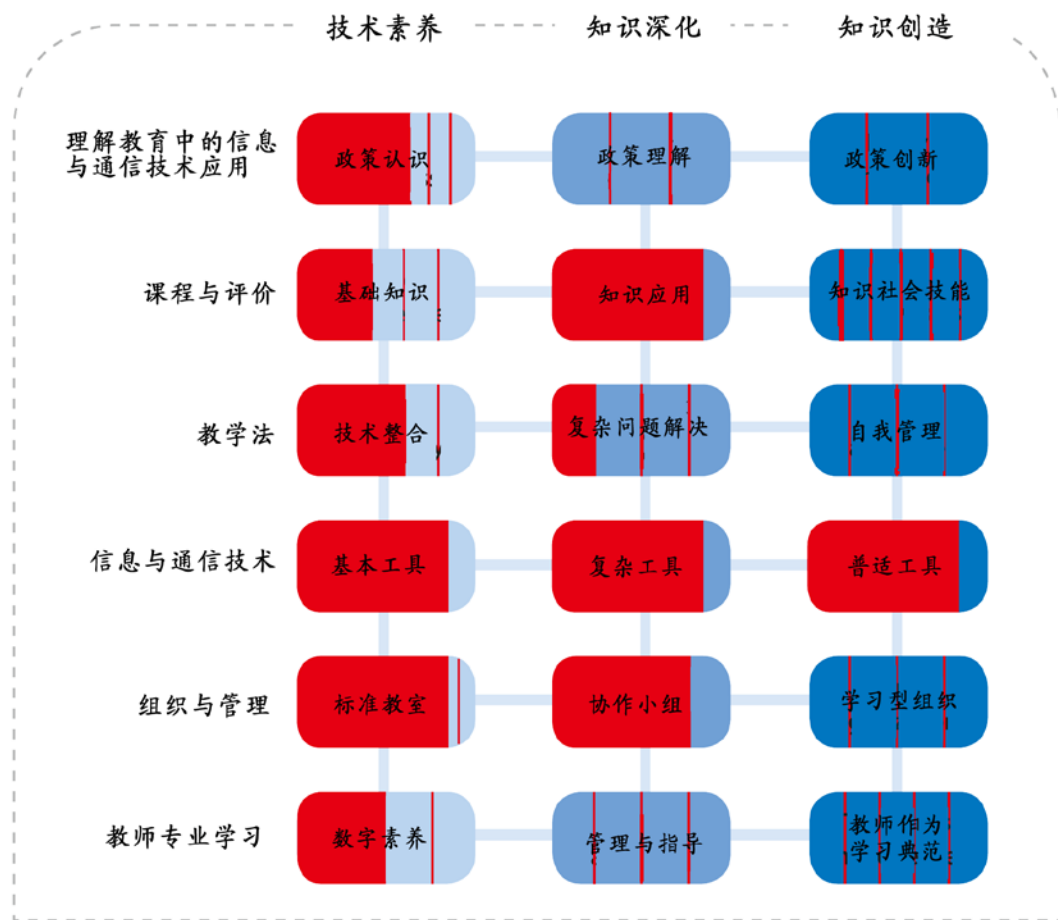 技术素养 知识深化 知识创造
理解教育中的信息
与通信技术应用
政策认识 政策理解 政策创新
课程与评价 基础知识 知识应用 知识社会技能
教学法 技术整合 复杂问题解决 自我管理
信息与通信技术 基本工具 复杂工具 普适工具
组织与管理 标准教室 协作小组 学习型组织
教师专业学习 数字素养 管理与指导
教师作为
学习典范